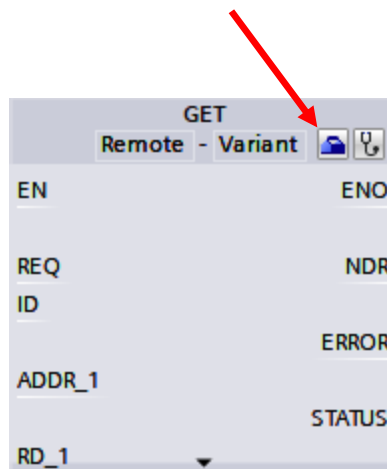 GET
Remote - Variant
EN
ENO
REQ
NDR
ID
ERROR
ADDR_1
STATUS
RD_1